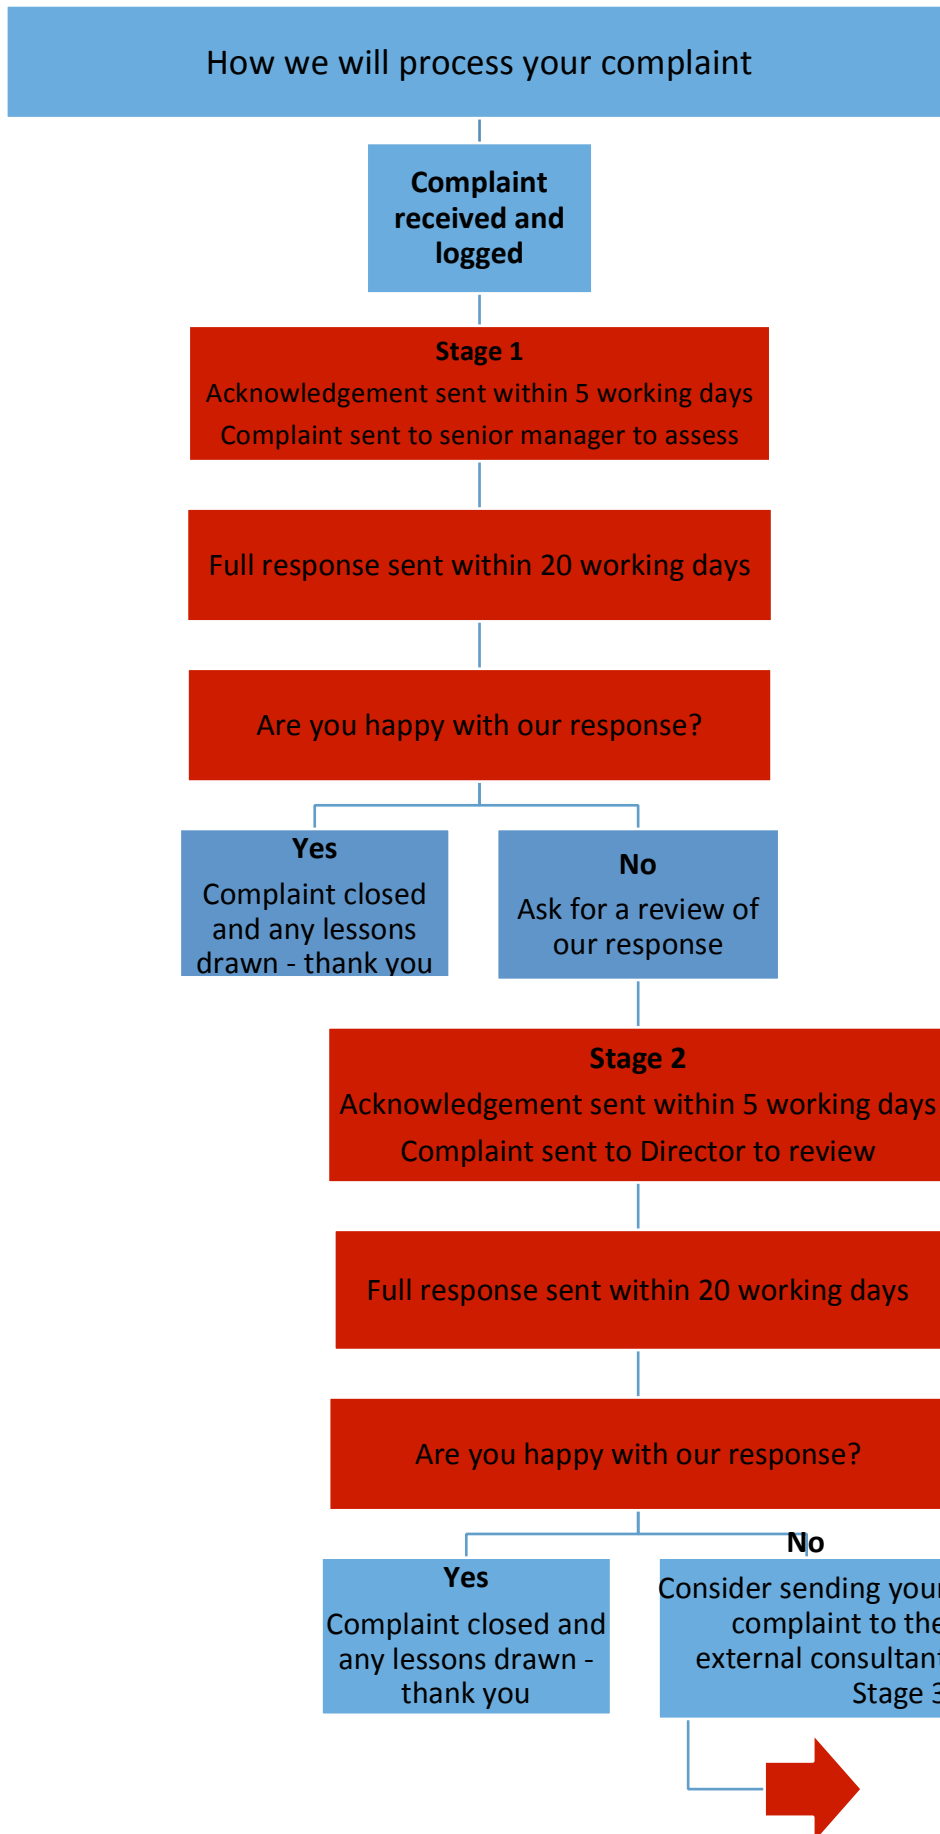 How we will process your complaint
Complaint
received and
logged
Stage 1
Acknowledgement sent within 5 working days
Complaint sent to senior manager to assess
Full response sent within 20 working days
Are you happy with our response?
Yes
Complaint closed
and any lessons
drawn - thank you
No
Ask for a review of
our response
Stage 2
Acknowledgement sent within 5 working days
Complaint sent to Director to review
Full response sent within 20 working days
Are you happy with our response?
Yes
Complaint closed and
any lessons drawn -
thank you
No
Consider sending your
complaint to the
external consultant
Stage 3